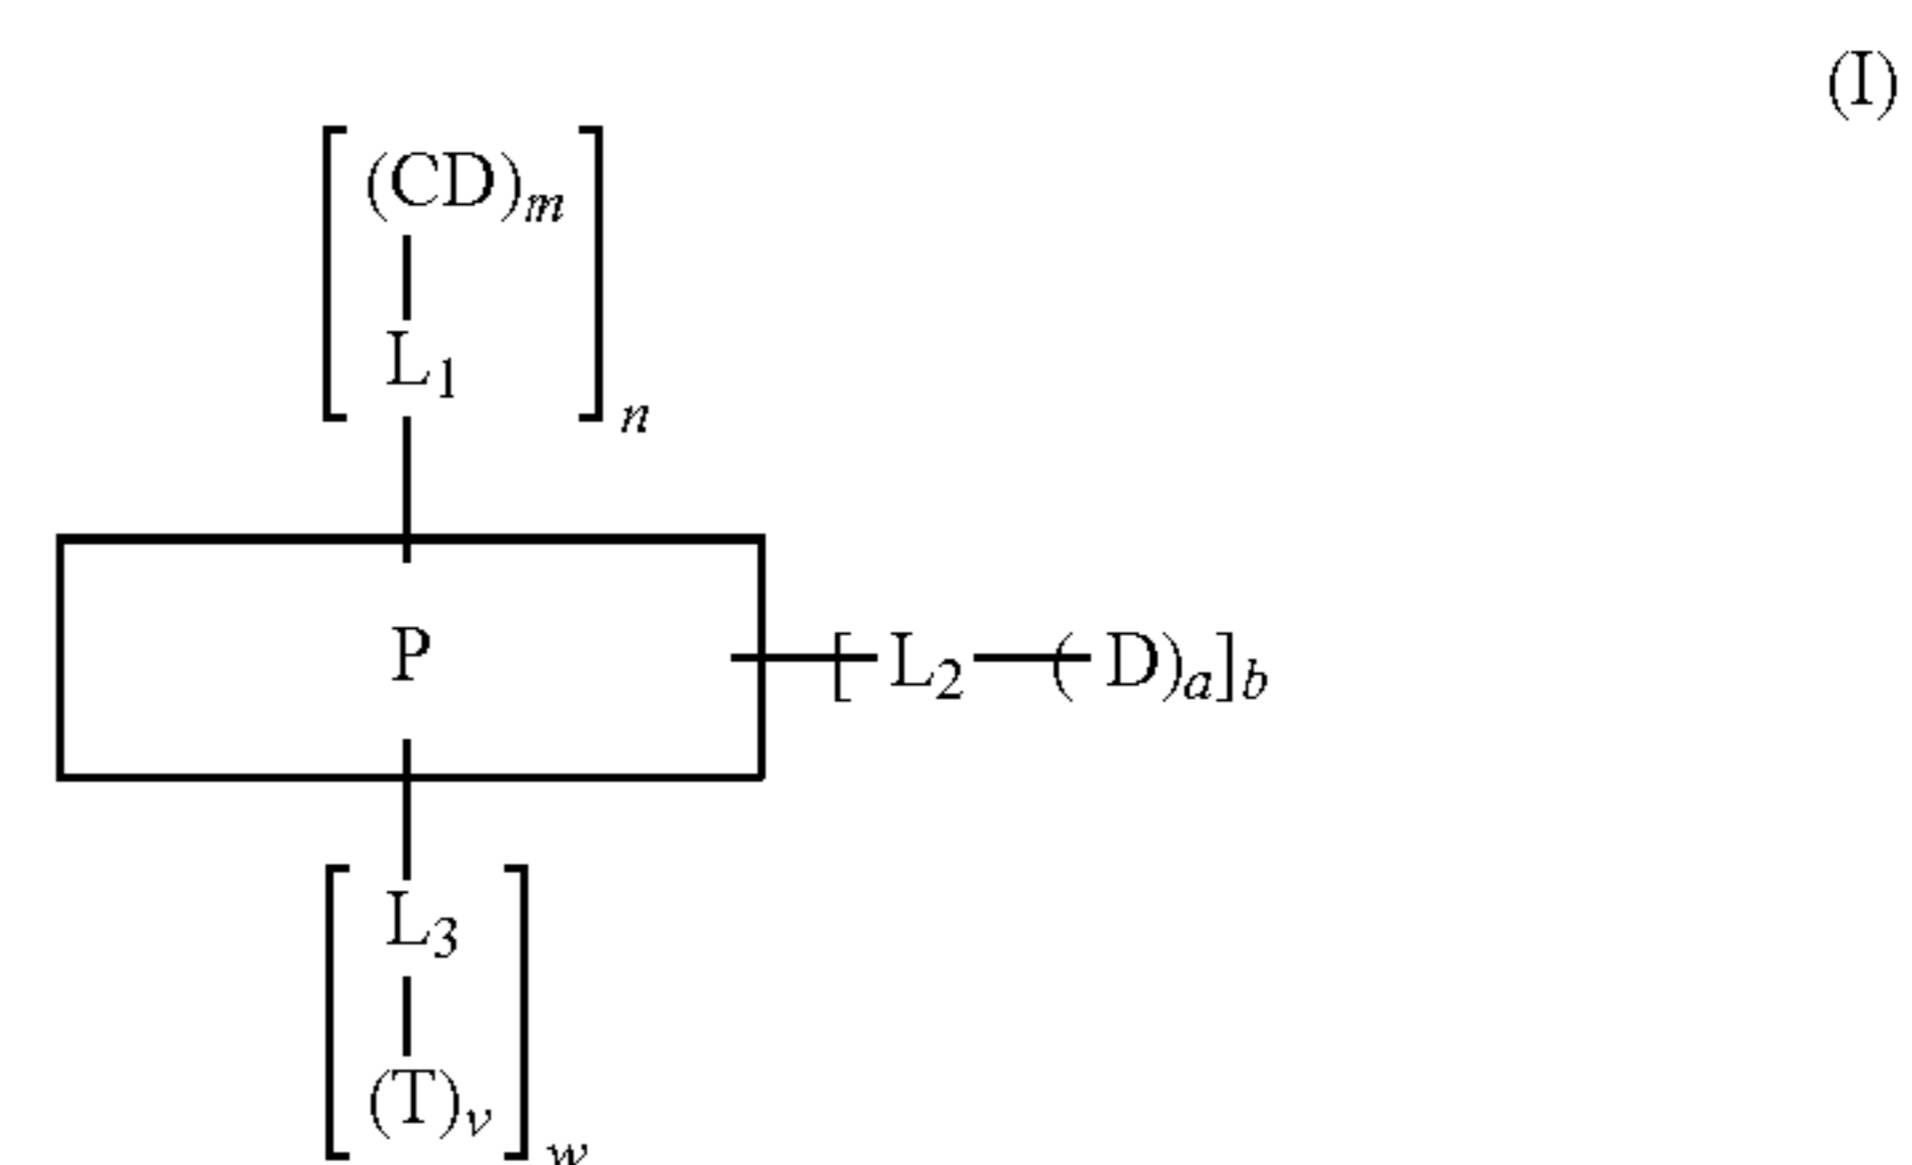 (I)
[(CD)m
L1]n
P
[L2—(D)a]b
[L3
(T)v]w